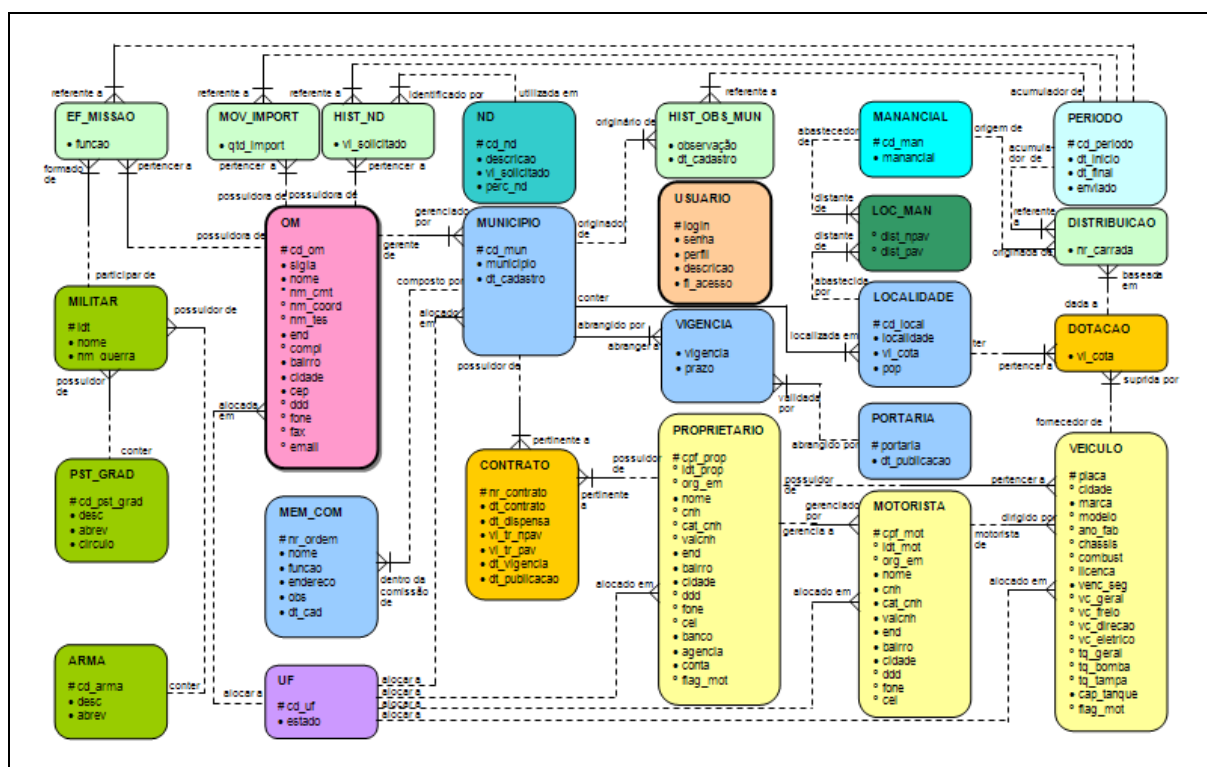 referente a
referente a
referente a
identificado por
utilizada em
referente a
acumulador de
EF_MISSAO
• funcao
MOV_IMPORT
• qtd_import
HIST_ND
• vl_solicitado
ND
# cd_nd
• descricao
• vl_solicitado
• perc_nd
originário de
HIST_OBS_MUN
• observação
• dt_cadastro
MANANCIAL
# cd_man
• manancial
abastecedor
de
origem de
PERIODO
# cd_periodo
• dt_inicio
• dt_final
• enviado
acumula-
dor de
formado
de
pertencer a
pertencer a
pertencer a
possuidora de
possuidora de
possuidora de
OM
# cd_om
• sigla
• nome
º nm_cmt
º nm_coord
º nm_tes
• end
º compl
• bairro
• cidade
• cep
º ddd
º fone
º fax
º email
gerenciado por
gerente
de
MUNICIPIO
# cd_mun
• municipio
• dt_cadastro
originador
de
USUARIO
# login
• senha
• perfil
• descricao
• fl_acesso
distante
de
distante
de
LOC_MAN
º dist_npav
º dist_pav
abastecida
por
referente
a
originada de
DISTRIBUICAO
• nr_carrada
baseada
em
dada a
participar de
MILITAR
# idt
• nome
• nm_guerra
possuidor de
possuidor
de
composto por
alocado
em
conter
abrangido por
abranger a
VIGENCIA
• vigencia
• prazo
localizada em
LOCALIDADE
# cd_local
• localidade
• vl_cota
• pop
ter
pertencer a
DOTACAO
• vl_cota
suprida por
possuidor de
validada
por
abrangido por
PORTARIA
# portaria
• dt_publicacao
fornecedor de
alocada
em
conter
PST_GRAD
# cd_pst_grad
• desc
• abrev
• circulo
MEM_COM
# nr_ordem
• nome
• funcao
• endereco
• obs
• dt_cad
dentro da
comissão
de
pertinente a
CONTRATO
# nr_contrato
• dt_contrato
• dt_dispensa
• vl_tr_npav
• vl_tr_pav
• dt_vigencia
• dt_publicacao
possuidor
de
pertinente
a
PROPRIETARIO
# cpf_prop
º idt_prop
º org_em
• nome
• cnh
• cat_cnh
• valcnh
• end
• bairro
• cidade
º ddd
º fone
º cel
• banco
• agencia
• conta
• flag_mot
possuidor
de
pertencer a
gerenciado
por
gerencia a
MOTORISTA
# cpf_mot
º idt_mot
º org_em
• nome
• cnh
• cat_cnh
• valcnh
• end
• bairro
• cidade
º ddd
º fone
º cel
dirigido por
motorista
de
VEICULO
# placa
• cidade
• marca
º modelo
º ano_fab
º chassis
º combust
º licenca
• venc_seg
º vc_geral
º vc_freio
º vc_direcao
º vc_eletrico
º tq_geral
º tq_bomba
º tq_tampa
• cap_tanque
• flag_mot
alocado em
alocado em
alocado em
ARMA
# cd_arma
• desc
• abrev
conter
alocar a
UF
# cd_uf
• estado
alocar a
alocar a
alocar a
alocar a